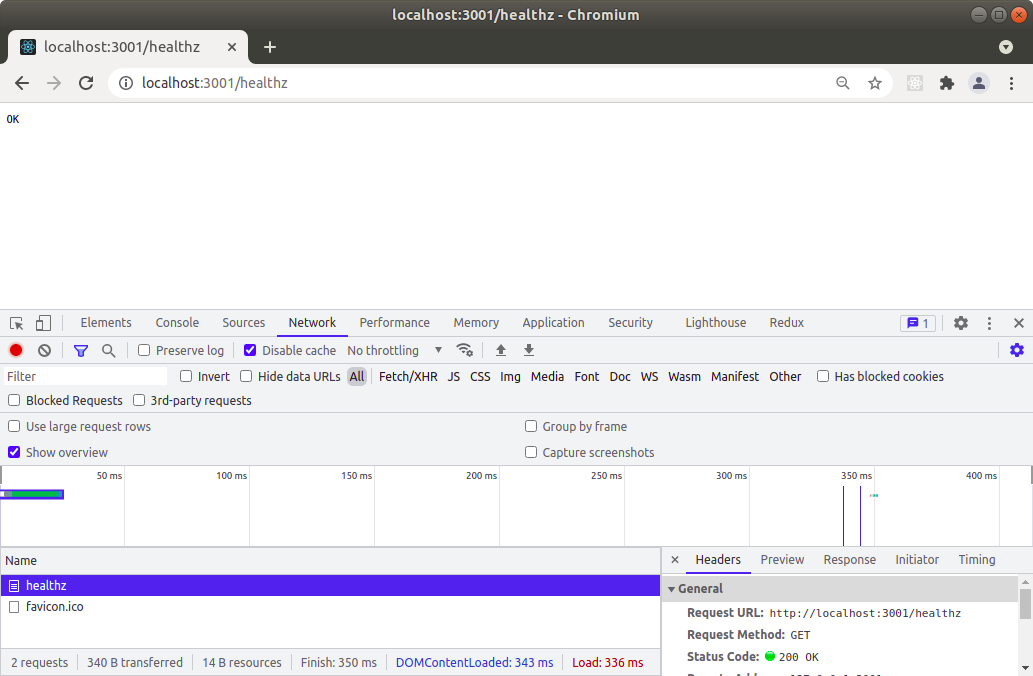 localhost:3001/healthz - Chromium
localhost:3001/healthz
localhost:3001/healthz
OK
Elements Console Sources Network Performance Memory Application Security Lighthouse Redux 1
Preserve log Disable cache No throttling
Filter Invert Hide data URLs All Fetch/XHR JS CSS Img Media Font Doc WS Wasm Manifest Other Has blocked cookies
Blocked Requests 3rd-party requests
Use large request rows Group by frame
Show overview Capture screenshots
50 ms 100 ms 150 ms 200 ms 250 ms 300 ms 350 ms 400 ms
Name
Headers Preview Response Initiator Timing
healthz
favicon.ico
General
Request URL: http://localhost:3001/healthz
Request Method: GET
Status Code: 200 OK
2 requests 340 B transferred 14 B resources Finish: 350 ms DOMContentLoaded: 343 ms Load: 336 ms